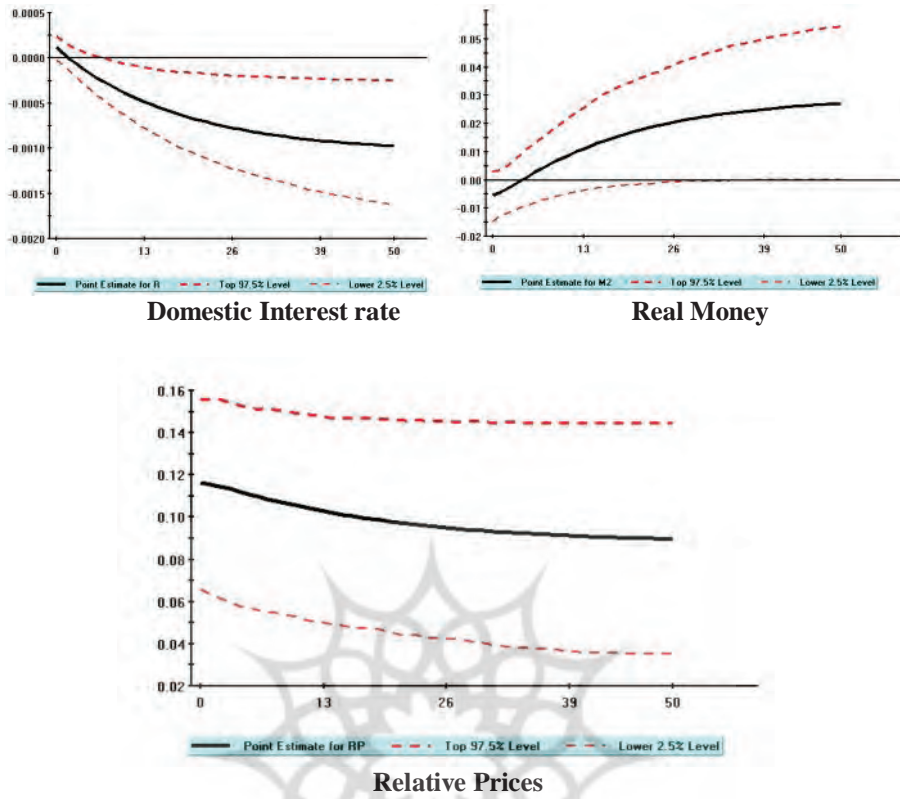 0.0005
0.0000
-0.0005
-0.0010
-0.0015
-0.0020
0 13 26 39 50
Point Estimate for R Top 97.5% Level Lower 2.5% Level
Domestic Interest rate
0.05
0.04
0.03
0.02
0.01
0.00
-0.01
-0.02
0 13 26 39 50
Point Estimate for M2 Top 97.5% Level Lower 2.5% Level
Real Money
0.16
0.14
0.12
0.10
0.08
0.06
0.04
0.02
0 13 26 39 50
Point Estimate for RP Top 97.5% Level Lower 2.5% Level
Relative Prices